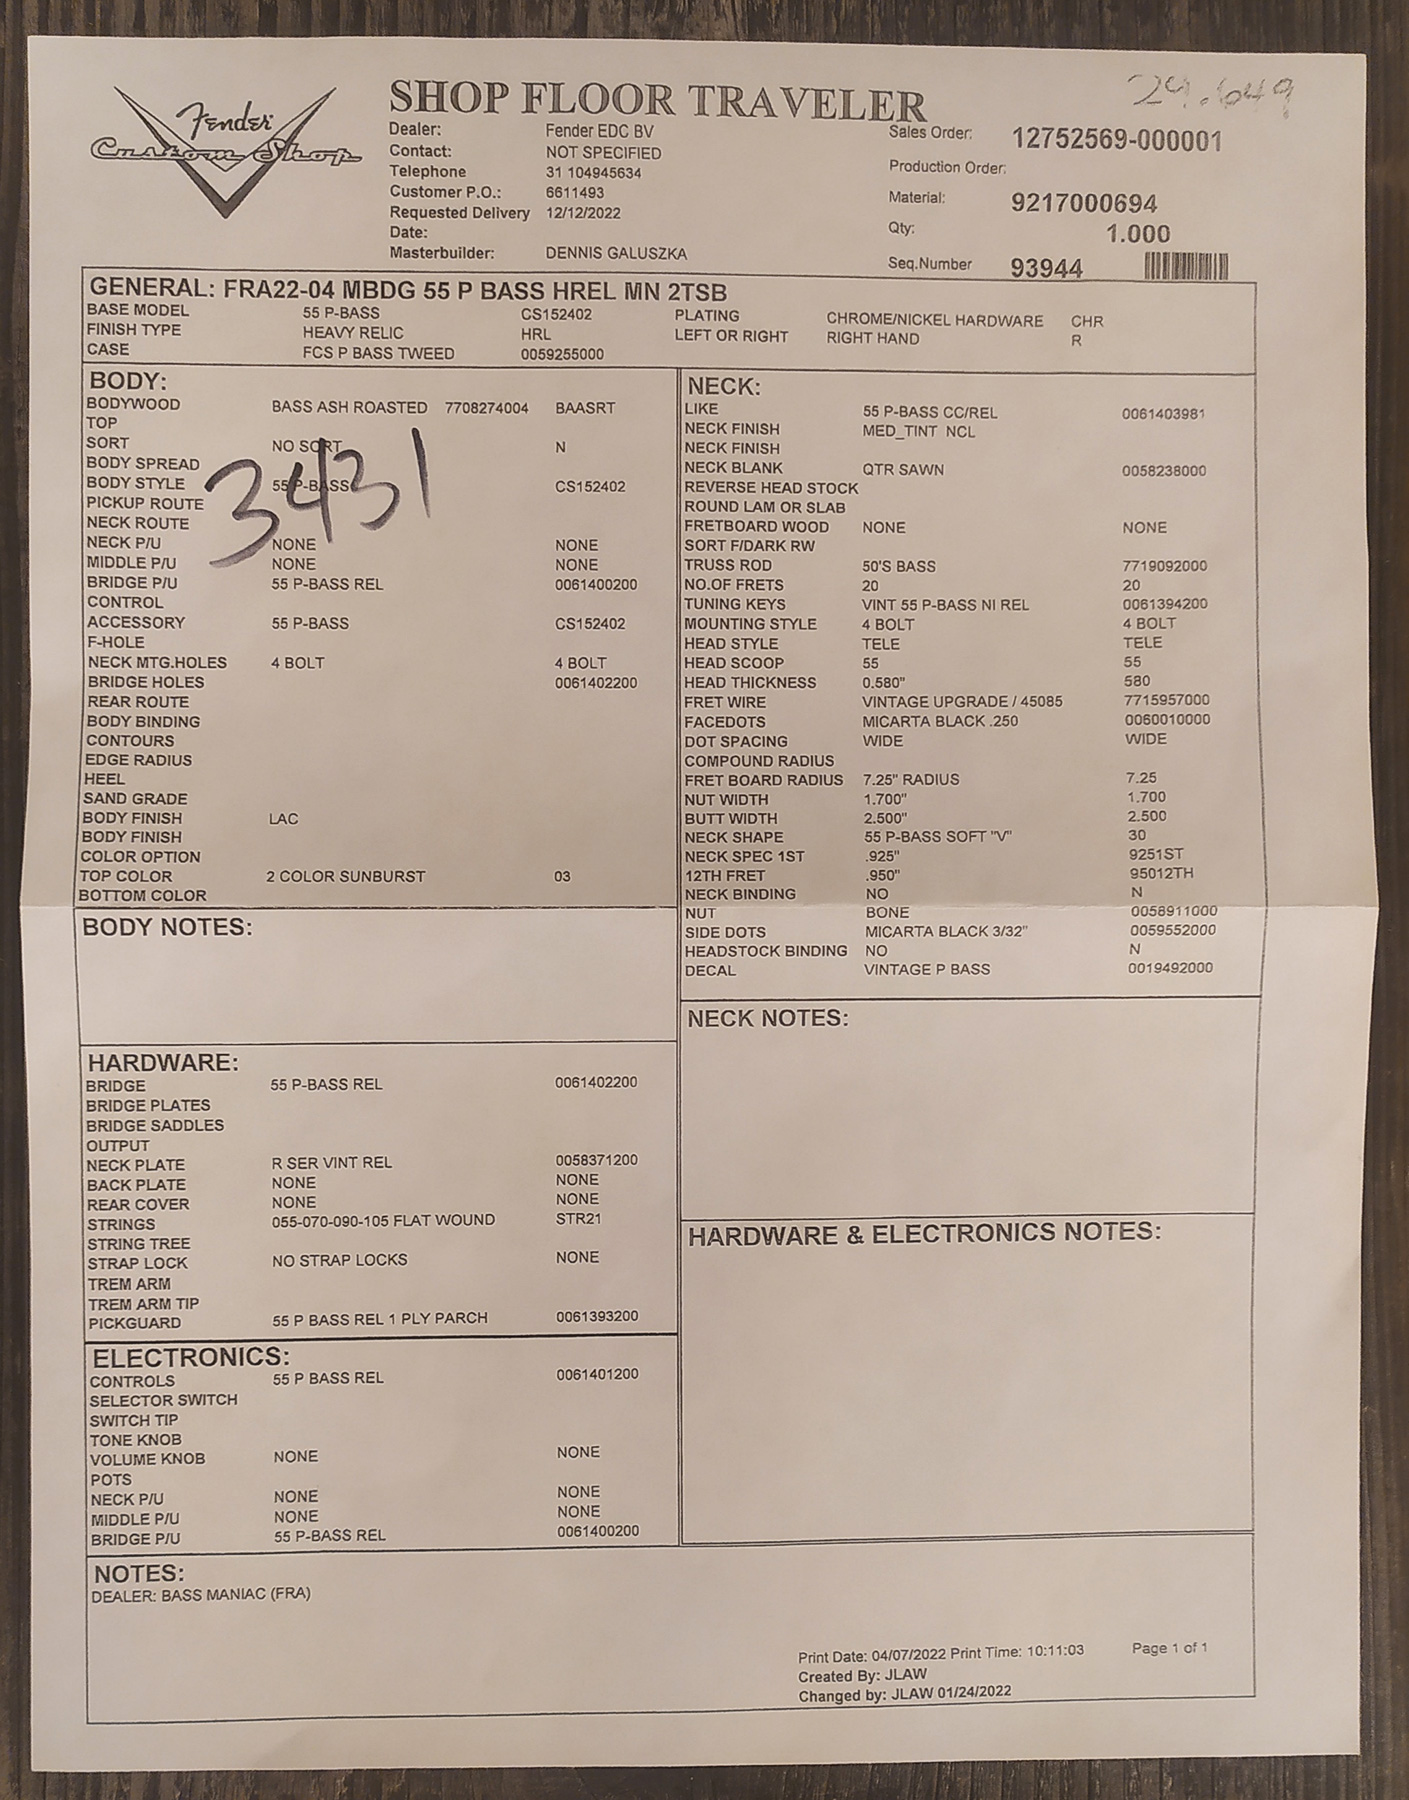 Fender
Custom Shop
SHOP FLOOR TRAVELER
29.649
Dealer: Fender EDC BV
Contact: NOT SPECIFIED
Telephone 31 104945634
Customer P.O.: 6611493
Requested Delivery 12/12/2022
Date:
Masterbuilder: DENNIS GALUSZKA
Sales Order: 12752569-000001
Production Order:
Material: 9217000694
Qty: 1.000
Seq.Number 93944
GENERAL: FRA22-04 MBDG 55 P BASS HREL MN 2TSB
BASE MODEL 55 P-BASS CS152402 PLATING CHROME/NICKEL HARDWARE CHR
FINISH TYPE HEAVY RELIC HRL LEFT OR RIGHT RIGHT HAND R
CASE FCS P BASS TWEED 0059255000
BODY:
BODYWOOD BASS ASH ROASTED 7708274004 BAASRT
TOP
SORT NO SORT N
BODY SPREAD
BODY STYLE 55 P-BASS CS152402
PICKUP ROUTE
3431
NECK ROUTE
NECK P/U NONE NONE
MIDDLE P/U NONE NONE
BRIDGE P/U 55 P-BASS REL 0061400200
CONTROL
ACCESSORY 55 P-BASS CS152402
F-HOLE
NECK MTG.HOLES 4 BOLT 4 BOLT
BRIDGE HOLES 0061402200
REAR ROUTE
BODY BINDING
CONTOURS
EDGE RADIUS
HEEL
SAND GRADE
BODY FINISH LAC
BODY FINISH
COLOR OPTION
TOP COLOR 2 COLOR SUNBURST 03
BOTTOM COLOR
BODY NOTES:
HARDWARE:
BRIDGE 55 P-BASS REL 0061402200
BRIDGE PLATES
BRIDGE SADDLES
OUTPUT
NECK PLATE R SER VINT REL 0058371200
BACK PLATE NONE NONE
REAR COVER NONE NONE
STRINGS 055-070-090-105 FLAT WOUND STR21
STRING TREE
STRAP LOCK NO STRAP LOCKS NONE
TREM ARM
TREM ARM TIP
PICKGUARD 55 P BASS REL 1 PLY PARCH 0061393200
ELECTRONICS:
CONTROLS 55 P BASS REL 0061401200
SELECTOR SWITCH
SWITCH TIP
TONE KNOB
VOLUME KNOB NONE NONE
POTS
NECK P/U NONE NONE
MIDDLE P/U NONE NONE
BRIDGE P/U 55 P-BASS REL 0061400200
NECK:
LIKE 55 P-BASS CC/REL 0061403981
NECK FINISH MED_TINT NCL
NECK FINISH
NECK BLANK QTR SAWN 0058238000
REVERSE HEAD STOCK
ROUND LAM OR SLAB
FRETBOARD WOOD NONE NONE
SORT F/DARK RW
TRUSS ROD 50'S BASS 7719092000
NO.OF FRETS 20 20
TUNING KEYS VINT 55 P-BASS NI REL 0061394200
MOUNTING STYLE 4 BOLT 4 BOLT
HEAD STYLE TELE TELE
HEAD SCOOP 55 55
HEAD THICKNESS 0.580" 580
FRET WIRE VINTAGE UPGRADE / 45085 7715957000
FACEDOTS MICARTA BLACK .250 0060010000
DOT SPACING WIDE WIDE
COMPOUND RADIUS
FRET BOARD RADIUS 7.25" RADIUS 7.25
NUT WIDTH 1.700" 1.700
BUTT WIDTH 2.500" 2.500
NECK SHAPE 55 P-BASS SOFT "V" 30
NECK SPEC 1ST .925" 9251ST
12TH FRET .950" 95012TH
NECK BINDING NO N
NUT BONE 0058911000
SIDE DOTS MICARTA BLACK 3/32" 0059552000
HEADSTOCK BINDING NO N
DECAL VINTAGE P BASS 0019492000
NECK NOTES:
HARDWARE & ELECTRONICS NOTES:
NOTES:
DEALER: BASS MANIAC (FRA)
Print Date: 04/07/2022 Print Time: 10:11:03 Page 1 of 1
Created By: JLAW
Changed by: JLAW 01/24/2022